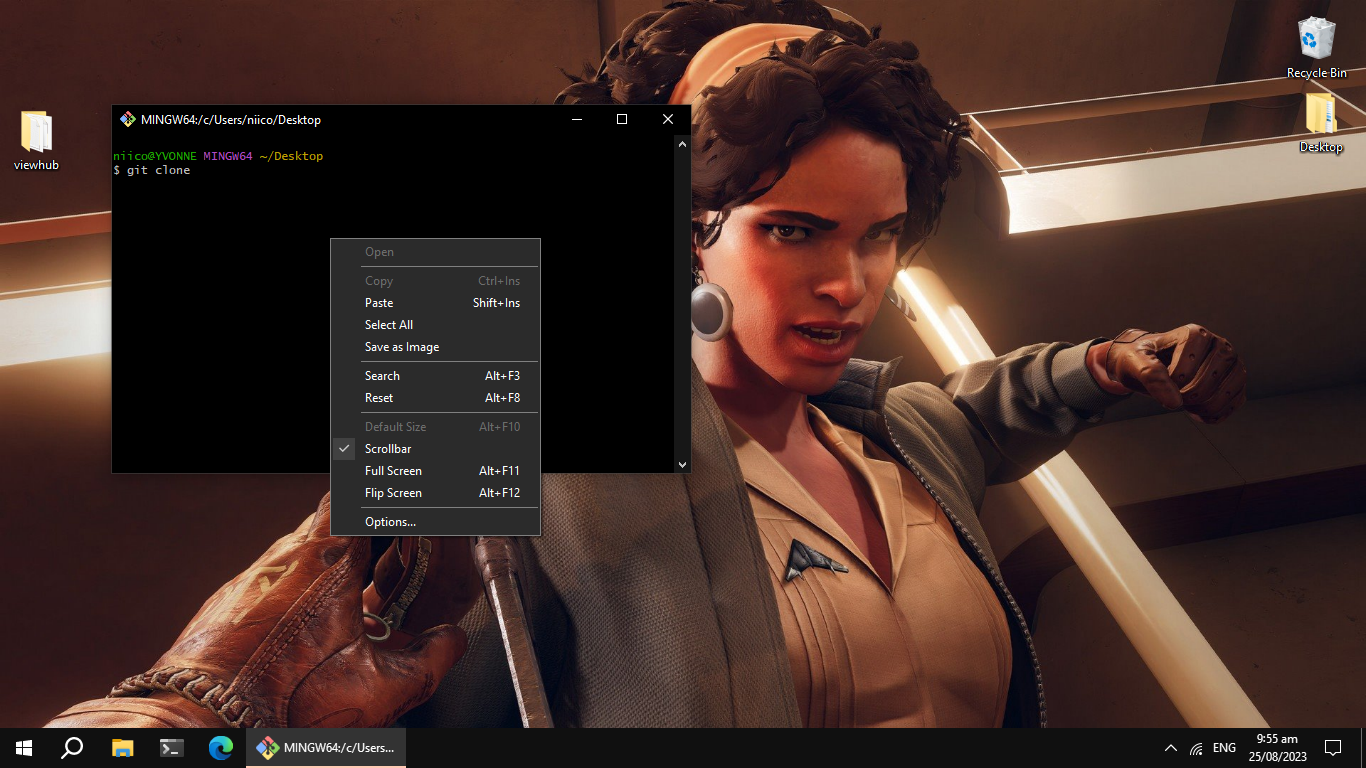 Recycle Bin
viewhub
Desktop
MINGW64:/c/Users/niico/Desktop
niico@YVONNE MINGW64 ~/Desktop
$ git clone
Open
Copy Ctrl+Ins
Paste Shift+Ins
Select All
Save as Image
Search Alt+F3
Reset Alt+F8
Default Size Alt+F10
Scrollbar
Full Screen Alt+F11
Flip Screen Alt+F12
Options...
MINGW64:/c/Users...
ENG
9:55 am
25/08/2023